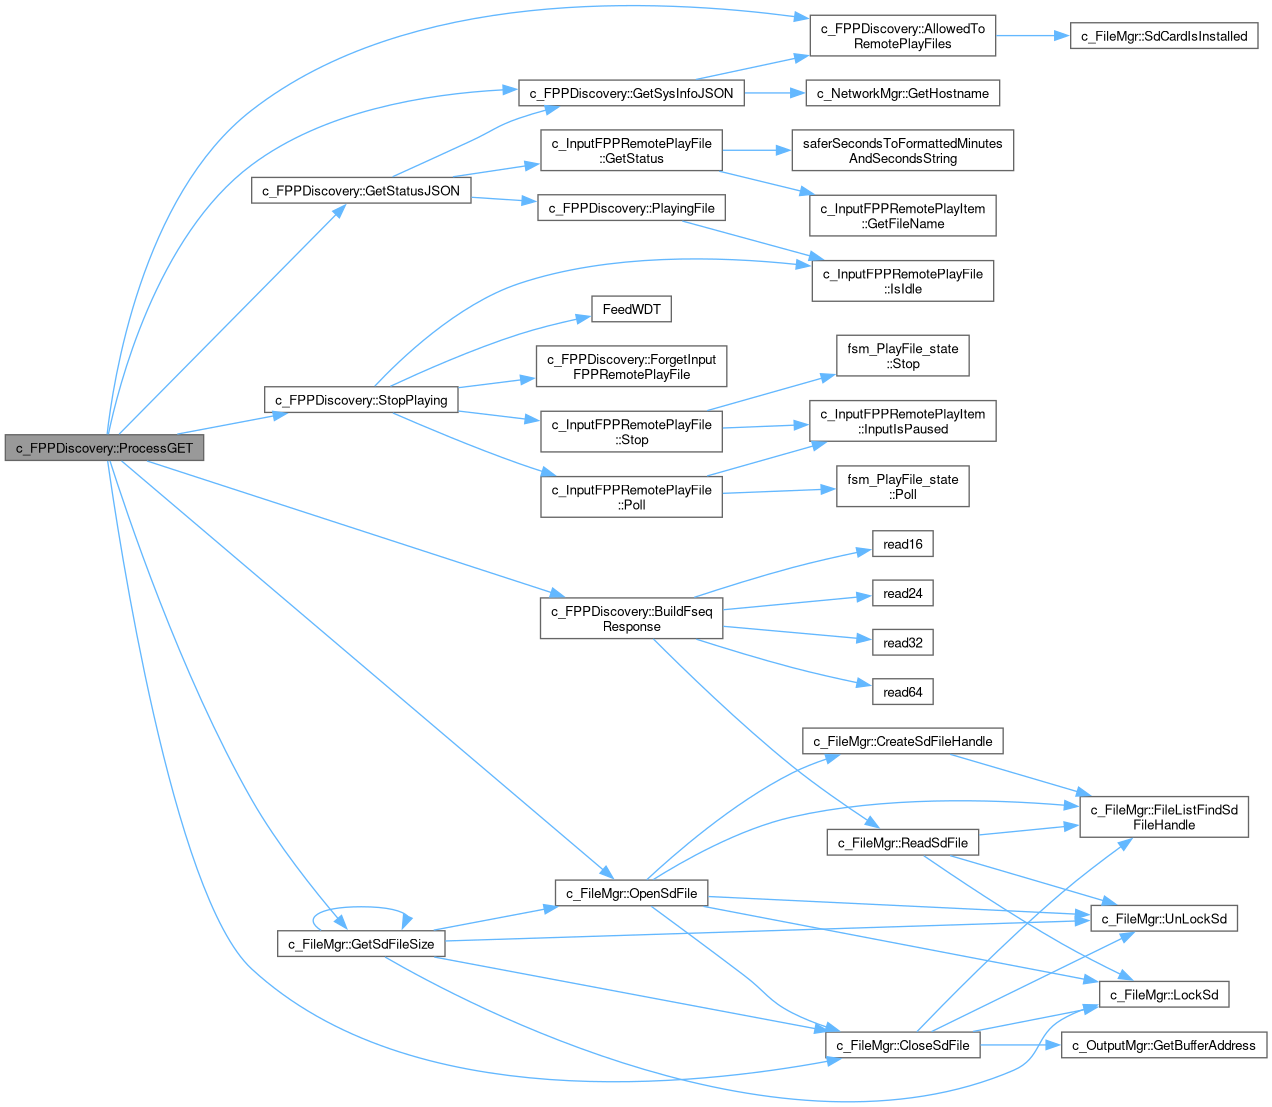 c_FPPDiscovery::AllowedTo
RemotePlayFiles
c_FileMgr::SdCardIsInstalled
c_FPPDiscovery::GetSysInfoJSON
c_NetworkMgr::GetHostname
c_InputFPPRemotePlayFile
::GetStatus
saferSecondsToFormattedMinutes
AndSecondsString
c_FPPDiscovery::GetStatusJSON
c_FPPDiscovery::PlayingFile
c_InputFPPRemotePlayItem
::GetFileName
c_InputFPPRemotePlayFile
::IsIdle
FeedWDT
c_FPPDiscovery::ForgetInput
FPPRemotePlayFile
fsm_PlayFile_state
::Stop
c_FPPDiscovery::StopPlaying
c_InputFPPRemotePlayFile
::Stop
c_InputFPPRemotePlayItem
::InputIsPaused
c_FPPDiscovery::ProcessGET
c_InputFPPRemotePlayFile
::Poll
fsm_PlayFile_state
::Poll
read16
read24
c_FPPDiscovery::BuildFseq
Response
read32
read64
c_FileMgr::CreateSdFileHandle
c_FileMgr::FileListFindSd
FileHandle
c_FileMgr::ReadSdFile
c_FileMgr::OpenSdFile
c_FileMgr::UnLockSd
c_FileMgr::GetSdFileSize
c_FileMgr::LockSd
c_FileMgr::CloseSdFile
c_OutputMgr::GetBufferAddress